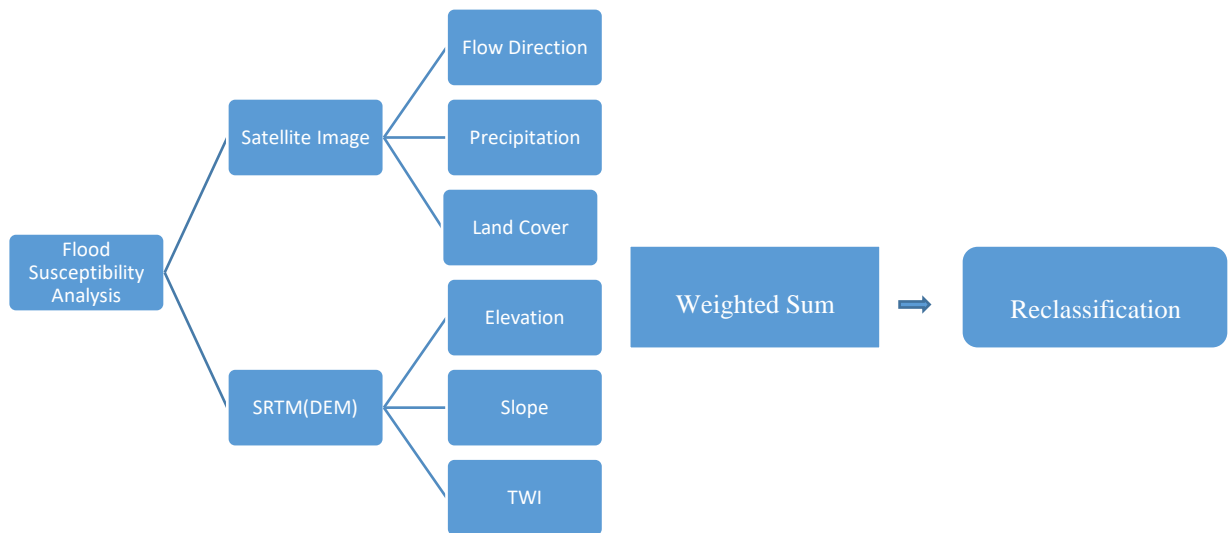 Flow Direction
Satellite Image
Precipitation
Land Cover
Flood
Susceptibility
Analysis
Elevation
SRTM(DEM)
Slope
TWI
Weighted Sum
Reclassification